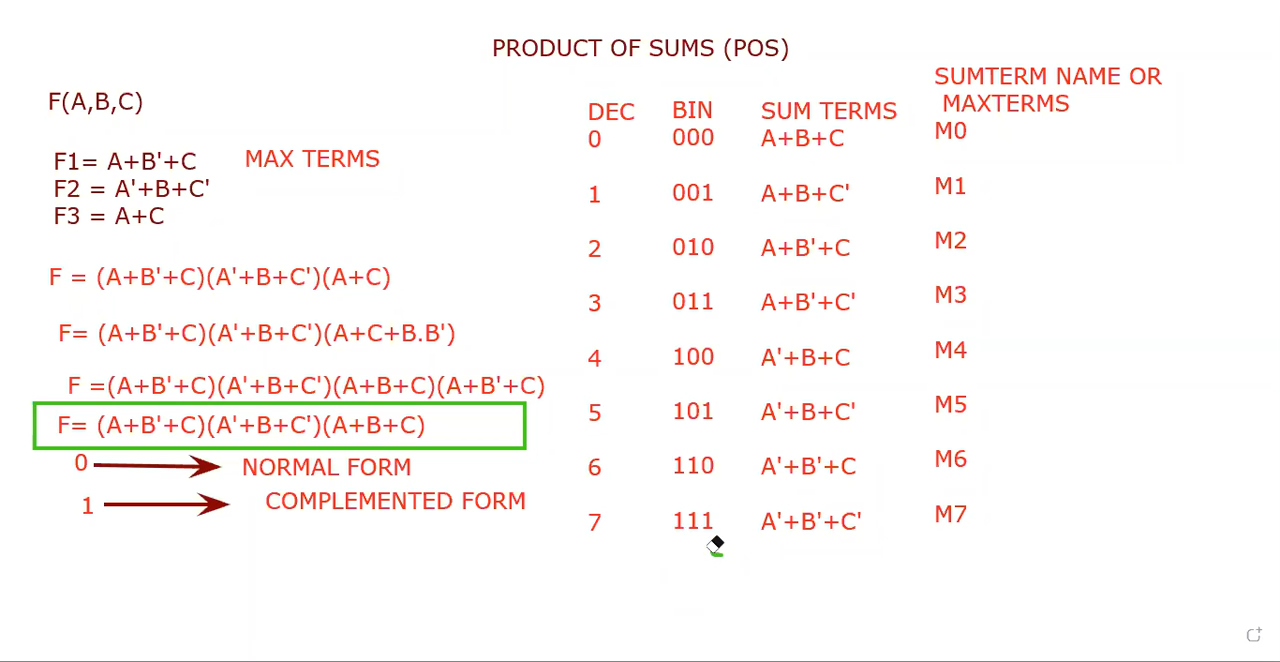 PRODUCT OF SUMS (POS)
F(A,B,C)
F1= A+B'+C
MAX TERMS
F2 = A'+B+C'
F3 = A+C
F = (A+B'+C)(A'+B+C')(A+C)
F= (A+B'+C)(A'+B+C')(A+C+B.B')
F =(A+B'+C)(A'+B+C')(A+B+C)(A+B'+C)
F= (A+B'+C)(A'+B+C')(A+B+C)
0 NORMAL FORM
1 COMPLEMENTED FORM
SUMTERM NAME OR
MAXTERMS
DEC BIN SUM TERMS
0 000 A+B+C M0
1 001 A+B+C' M1
2 010 A+B'+C M2
3 011 A+B'+C' M3
4 100 A'+B+C M4
5 101 A'+B+C' M5
6 110 A'+B'+C M6
7 111 A'+B'+C' M7